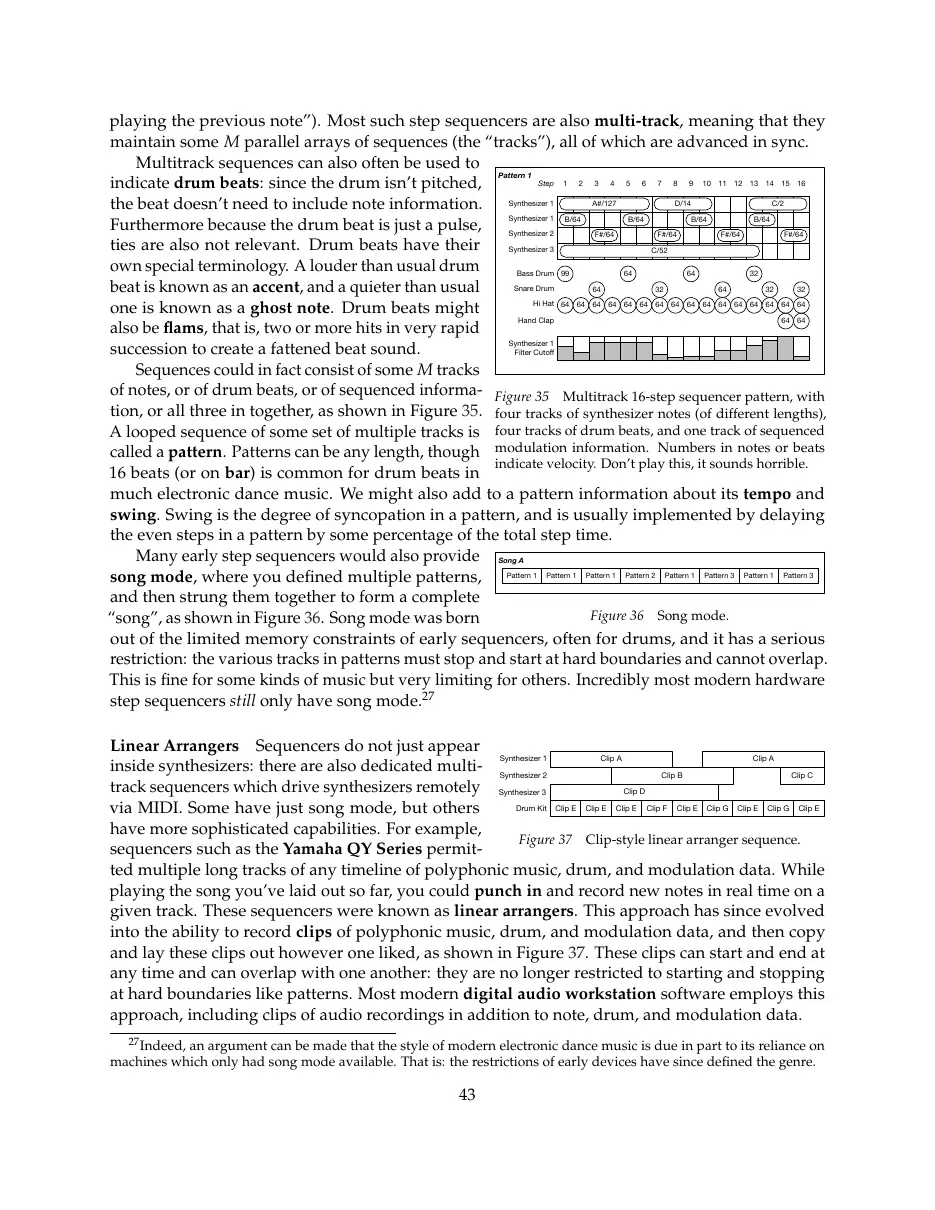 playing the previous note”). Most such step sequencers are also multi-track, meaning that they
maintain some M parallel arrays of sequences (the “tracks”), all of which are advanced in sync.
Multitrack sequences can also often be used to
indicate drum beats: since the drum isn’t pitched,
the beat doesn’t need to include note information.
Furthermore because the drum beat is just a pulse,
ties are also not relevant. Drum beats have their
own special terminology. A louder than usual drum
beat is known as an accent, and a quieter than usual
one is known as a ghost note. Drum beats might
also be flams, that is, two or more hits in very rapid
succession to create a fattened beat sound.
Sequences could in fact consist of some M tracks
of notes, or of drum beats, or of sequenced informa-
tion, or all three in together, as shown in Figure 35.
A looped sequence of some set of multiple tracks is
called a pattern. Patterns can be any length, though
16 beats (or on bar) is common for drum beats in
Pattern 1
Step 1 2 3 4 5 6 7 8 9 10 11 12 13 14 15 16
Synthesizer 1 A#/127 D/14 C/2
Synthesizer 1 B/64 B/64 B/64 B/64
Synthesizer 2 F#/64 F#/64 F#/64 F#/64
Synthesizer 3 C/52
Bass Drum 99 64 64 32
Snare Drum 64 32 64 32 32
Hi Hat 64 64 64 64 64 64 64 64 64 64 64 64 64 64 64 64
Hand Clap 64 64
Synthesizer 1
Filter Cutoff
Figure 35 Multitrack 16-step sequencer pattern, with
four tracks of synthesizer notes (of different lengths),
four tracks of drum beats, and one track of sequenced
modulation information. Numbers in notes or beats
indicate velocity. Don’t play this, it sounds horrible.
much electronic dance music. We might also add to a pattern information about its tempo and
swing. Swing is the degree of syncopation in a pattern, and is usually implemented by delaying
the even steps in a pattern by some percentage of the total step time.
Many early step sequencers would also provide
song mode, where you defined multiple patterns,
and then strung them together to form a complete
“song”, as shown in Figure 36. Song mode was born
Song A
Pattern 1 Pattern 1 Pattern 1 Pattern 2 Pattern 1 Pattern 3 Pattern 1 Pattern 3
Figure 36 Song mode.
out of the limited memory constraints of early sequencers, often for drums, and it has a serious
restriction: the various tracks in patterns must stop and start at hard boundaries and cannot overlap.
This is fine for some kinds of music but very limiting for others. Incredibly most modern hardware
step sequencers still only have song mode.27
Linear Arrangers Sequencers do not just appear
inside synthesizers: there are also dedicated multi-
track sequencers which drive synthesizers remotely
via MIDI. Some have just song mode, but others
have more sophisticated capabilities. For example,
sequencers such as the Yamaha QY Series permit-
Synthesizer 1 Clip A Clip A
Synthesizer 2 Clip B Clip C
Synthesizer 3 Clip D
Drum Kit Clip E Clip E Clip E Clip F Clip E Clip G Clip E Clip G Clip E
Figure 37 Clip-style linear arranger sequence.
ted multiple long tracks of any timeline of polyphonic music, drum, and modulation data. While
playing the song you’ve laid out so far, you could punch in and record new notes in real time on a
given track. These sequencers were known as linear arrangers. This approach has since evolved
into the ability to record clips of polyphonic music, drum, and modulation data, and then copy
and lay these clips out however one liked, as shown in Figure 37. These clips can start and end at
any time and can overlap with one another: they are no longer restricted to starting and stopping
at hard boundaries like patterns. Most modern digital audio workstation software employs this
approach, including clips of audio recordings in addition to note, drum, and modulation data.
27Indeed, an argument can be made that the style of modern electronic dance music is due in part to its reliance on
machines which only had song mode available. That is: the restrictions of early devices have since defined the genre.
43